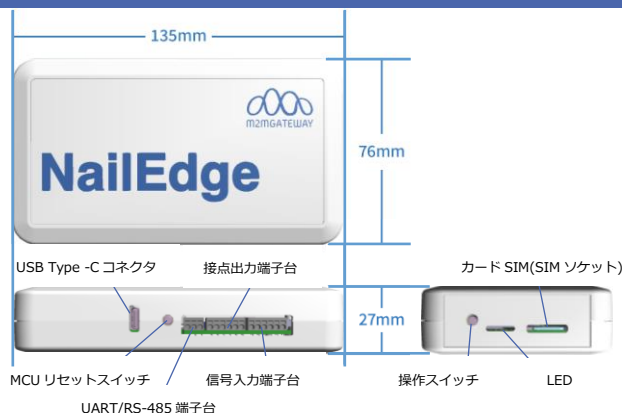 135mm
M2MGATEWAY
NailEdge
76mm
USB Type -C コネクタ
接点出力端子台
カード SIM(SIM ソケット)
27mm
MCU リセットスイッチ
信号入力端子台
操作スイッチ
LED
UART/RS-485 端子台